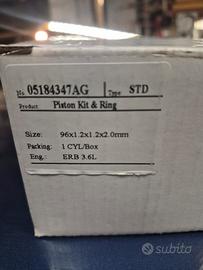 No 05184347AG Type STD
Product: Piston Kit & Ring
Size: 96x1.2x1.2x2.0mm
Packing: 1 CYL/Box
Eng.: ERB 3.6L
subito